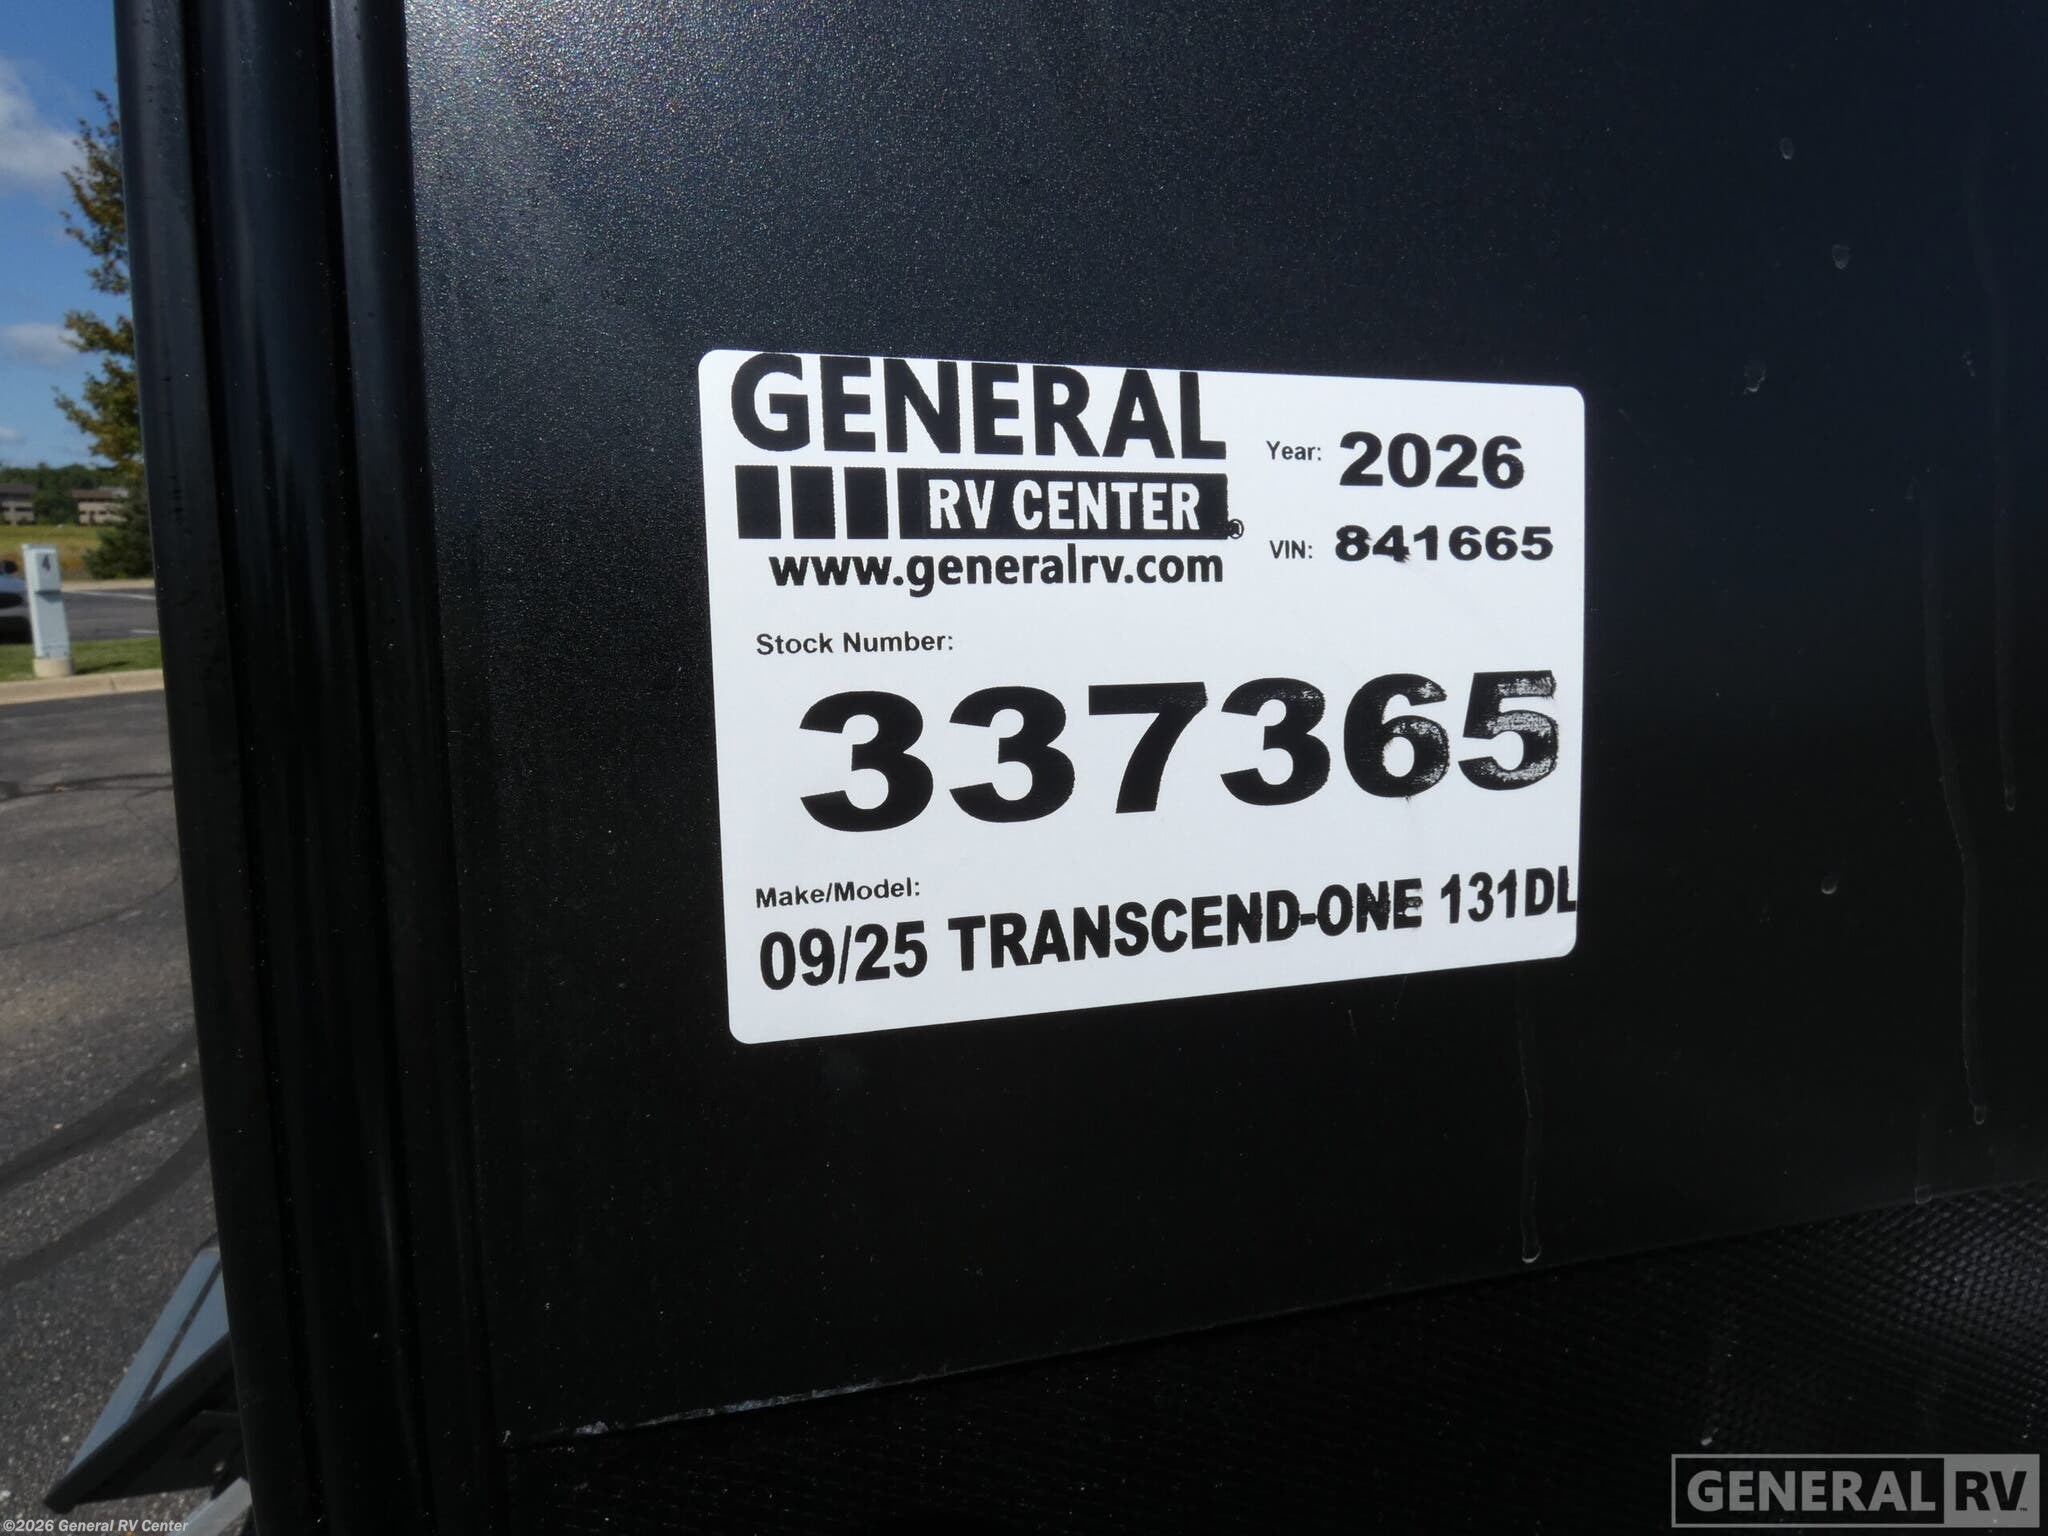 4
GENERAL
RV CENTER®
www.generalrv.com
Year: 2026
VIN: 841665
Stock Number:
337365
Make/Model:
09/25 TRANSCEND-ONE 131DL
©2026 General RV Center
GENERAL RV™